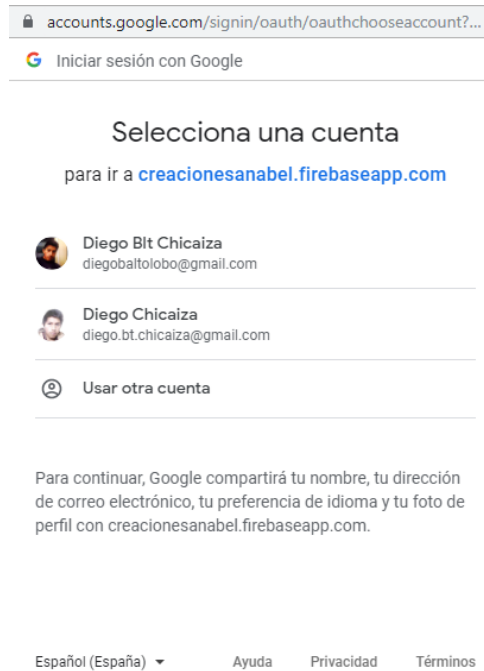 accounts.google.com/signin/oauth/oauthchooseaccount?...
Iniciar sesión con Google
Selecciona una cuenta
para ir a creacionesanabel.firebaseapp.com
Diego Blt Chicaiza
diegobaltolobo@gmail.com
Diego Chicaiza
diego.bt.chicaiza@gmail.com
Usar otra cuenta
Para continuar, Google compartirá tu nombre, tu dirección
de correo electrónico, tu preferencia de idioma y tu foto de
perfil con creacionesanabel.firebaseapp.com.
Español (España) Ayuda Privacidad Términos